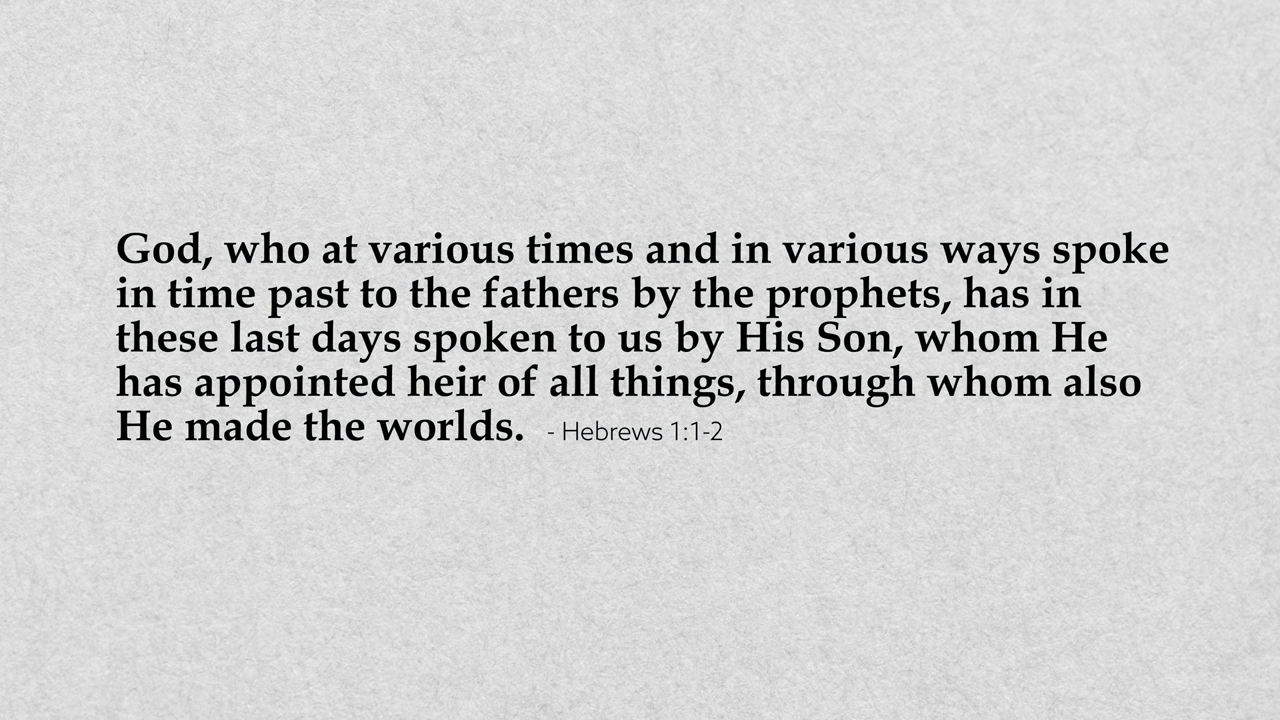 God, who at various times and in various ways spoke
in time past to the fathers by the prophets, has in
these last days spoken to us by His Son, whom He
has appointed heir of all things, through whom also
He made the worlds. - Hebrews 1:1-2